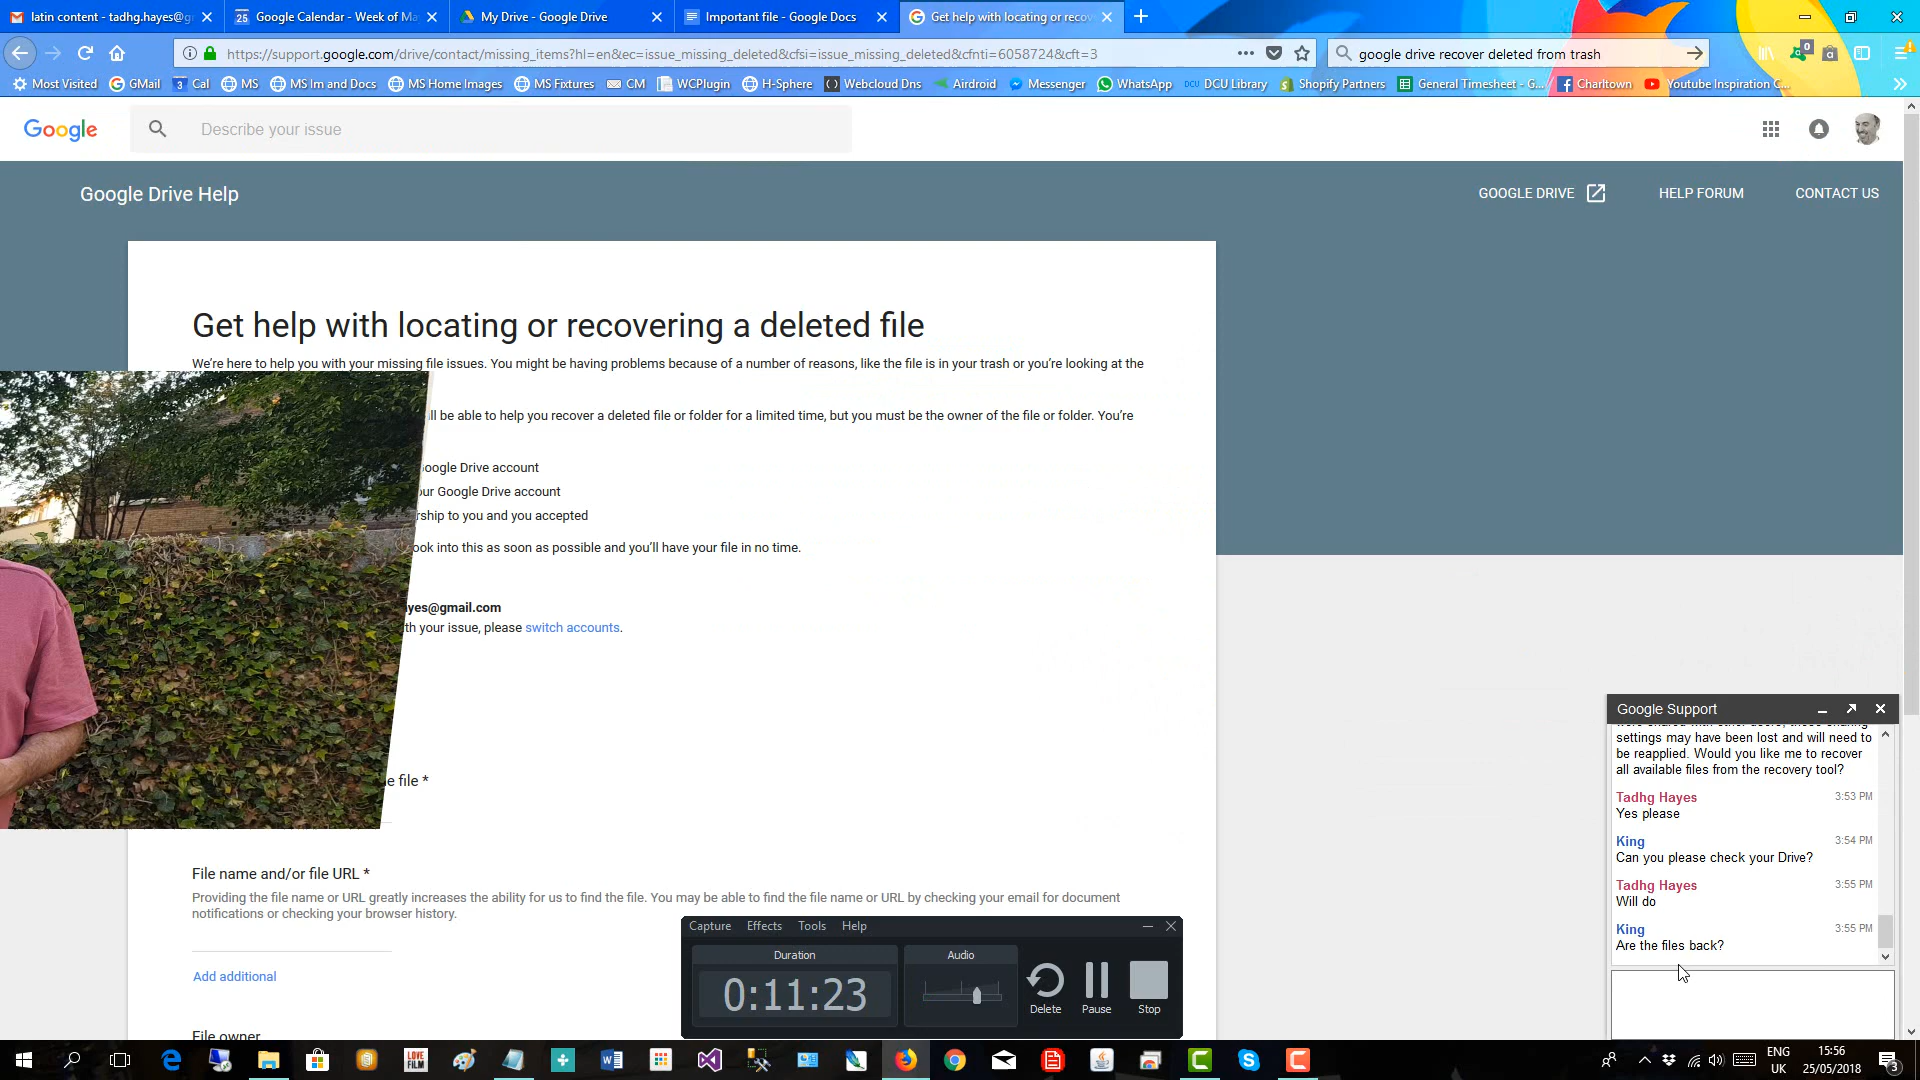 latin content - tadhg.hayes@g
Google Calendar - Week of Ma
My Drive - Google Drive
Important file - Google Docs
Get help with locating or recov
https://support.google.com/drive/contact/missing_items?hl=en&ec=issue_missing_deleted&cfsi=issue_missing_deleted&cfnti=6058724&cft=3
google drive recover deleted from trash
Most Visited GMail Cal MS MS Im and Docs MS Home Images MS Fixtures CM WCPlugin H-Sphere Webcloud Dns Airdroid Messenger WhatsApp DCU Library Shopify Partners General Timesheet - G... Charltown Youtube Inspiration C...
Google Describe your issue
Google Drive Help
GOOGLE DRIVE HELP FORUM CONTACT US
Get help with locating or recovering a deleted file
We're here to help you with your missing file issues. You might be having problems because of a number of reasons, like the file is in your trash or you're looking at the
be able to help you recover a deleted file or folder for a limited time, but you must be the owner of the file or folder. You're
Google Drive account
Google Drive account
to you and you accepted
into this as soon as possible and you'll have your file in no time.
yes@gmail.com
your issue, please switch accounts.
file *
File name and/or file URL *
Providing the file name or URL greatly increases the ability for us to find the file. You may be able to find the file name or URL by checking your email for document
notifications or checking your browser history.
Add additional
File owner
Google Support
settings may have been lost and will need to
be reapplied. Would you like me to recover
all available files from the recovery tool?
Tadhg Hayes 3:53 PM
Yes please
King 3:54 PM
Can you please check your Drive?
Tadhg Hayes 3:55 PM
Will do
King 3:55 PM
Are the files back?
Capture Effects Tools Help
Duration Audio
0:11:23
Delete Pause Stop
LOVE FILM
ENG
UK
15:56
25/05/2018
3